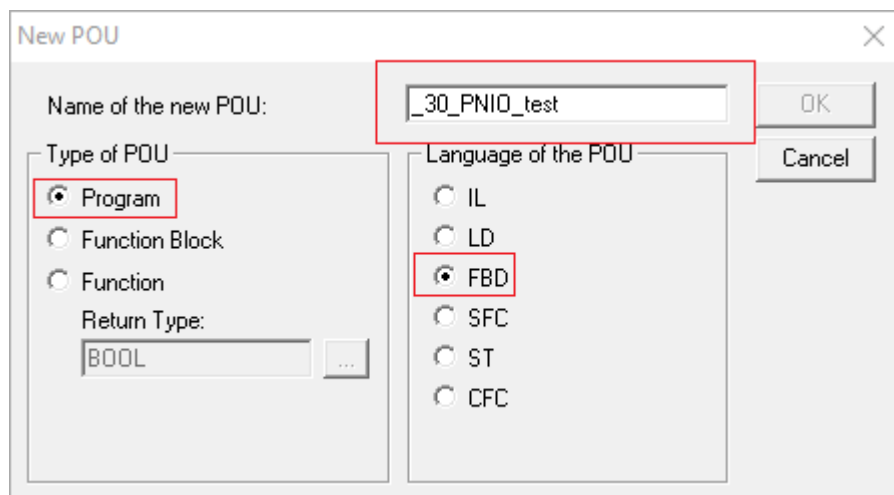 New POU
Name of the new POU:
_30_PNIO_test
OK
Cancel
Type of POU
Program
Function Block
Function
Return Type:
BOOL
...
Language of the POU
IL
LD
FBD
SFC
ST
CFC